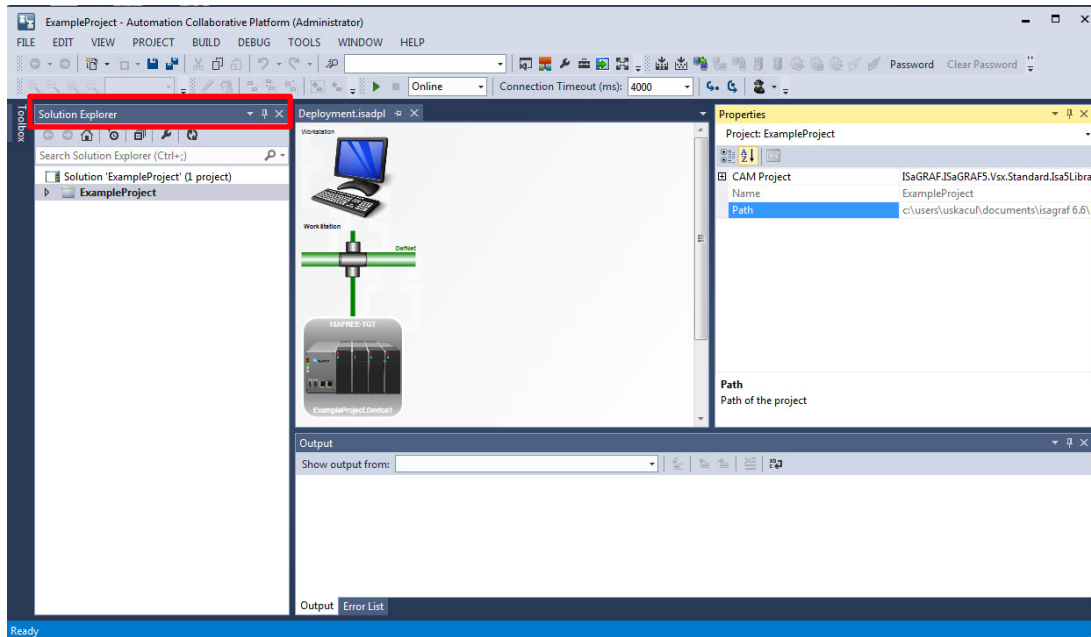 ExampleProject - Automation Collaborative Platform (Administrator)
FILE EDIT VIEW PROJECT BUILD DEBUG TOOLS WINDOW HELP
Password Clear Password
Online Connection Timeout (ms): 4000
Toolbox
Solution Explorer
Search Solution Explorer (Ctrl+;)
Solution 'ExampleProject' (1 project)
ExampleProject
Deployment.isadpl
Workstation
WorkStation
DefNet
ISAFREE-TGT
ExampleProject.Device1
Properties
Project: ExampleProject
CAM Project ISaGRAF.ISaGRAF5.Vsx.Standard.Isa5Libra
Name ExampleProject
Path c:\users\uskacul\documents\isagraf 6.6\
Path
Path of the project
Output
Show output from:
Output Error List
Ready